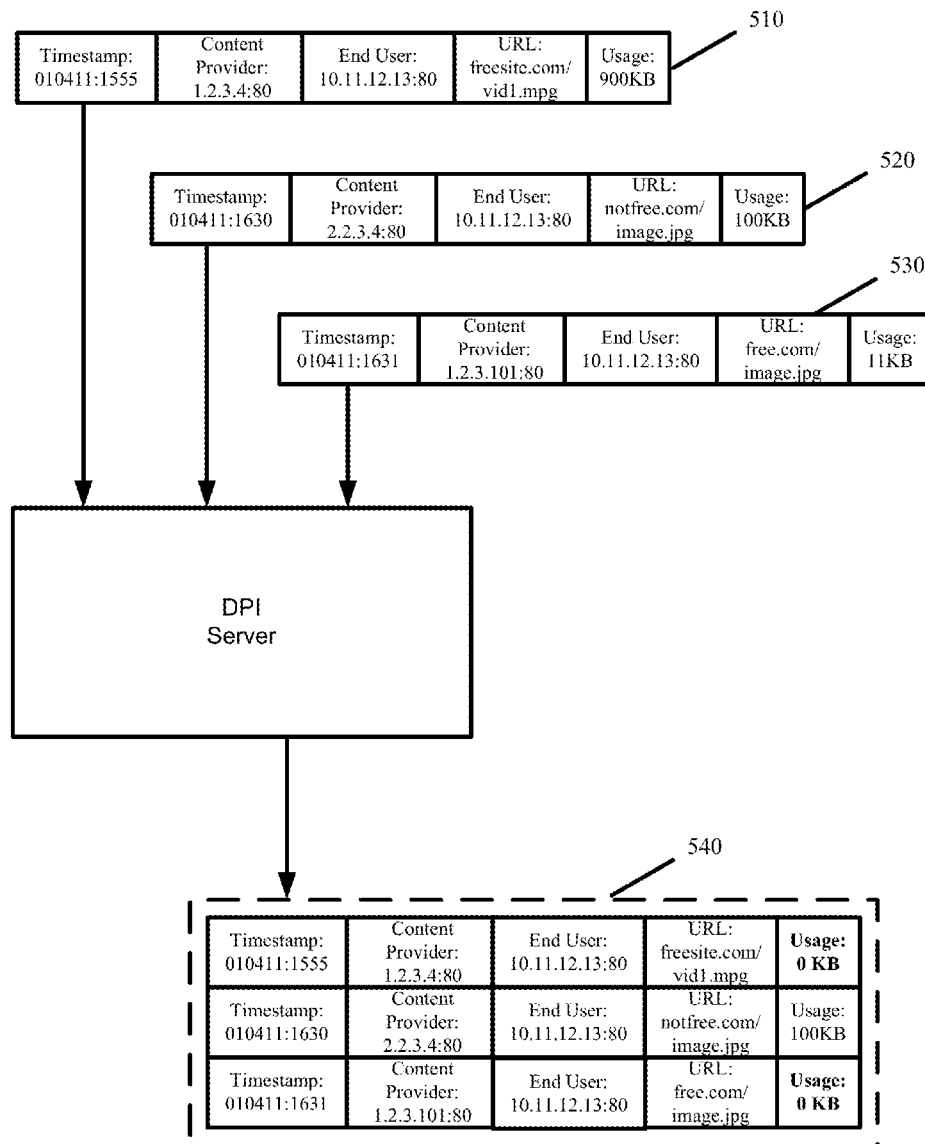 510
Timestamp:
010411:1555
Content
Provider:
1.2.3.4:80
End User:
10.11.12.13:80
URL:
freesite.com/
vid1.mpg
Usage:
900KB
520
Timestamp:
010411:1630
Content
Provider:
2.2.3.4:80
End User:
10.11.12.13:80
URL:
notfree.com/
image.jpg
Usage:
100KB
530
Timestamp:
010411:1631
Content
Provider:
1.2.3.101:80
End User:
10.11.12.13:80
URL:
free.com/
image.jpg
Usage:
11KB
DPI
Server
540
Timestamp:
010411:1555
Content
Provider:
1.2.3.4:80
End User:
10.11.12.13:80
URL:
freesite.com/
vid1.mpg
Usage:
0 KB
Timestamp:
010411:1630
Content
Provider:
2.2.3.4:80
End User:
10.11.12.13:80
URL:
notfree.com/
image.jpg
Usage:
100KB
Timestamp:
010411:1631
Content
Provider:
1.2.3.101:80
End User:
10.11.12.13:80
URL:
free.com/
image.jpg
Usage:
0 KB